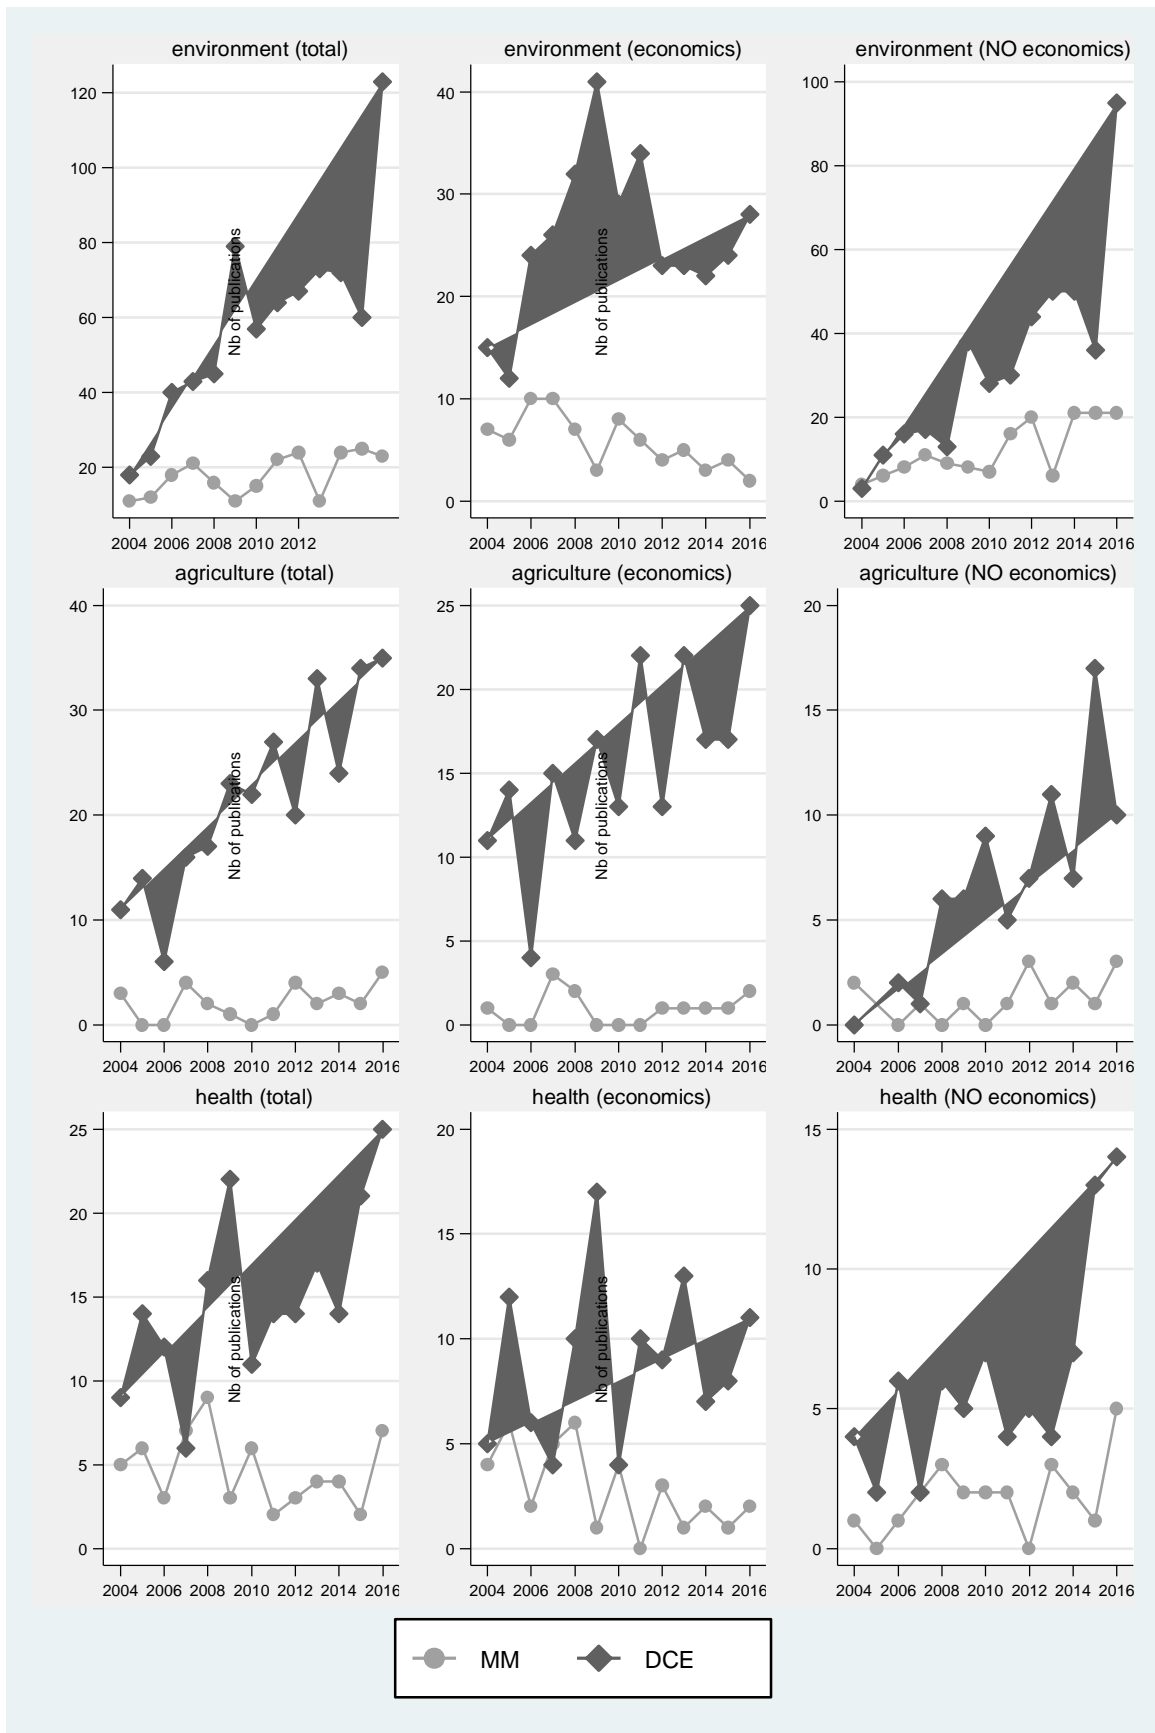 environment (total)
environment (economics)
environment (NO economics)
120
100
80
60
40
20
Nb of publications
2004 2006 2008 2010 2012
40
30
20
10
0
Nb of publications
2004 2006 2008 2010 2012 2014 2016
100
80
60
40
20
0
2004 2006 2008 2010 2012 2014 2016
agriculture (total)
agriculture (economics)
agriculture (NO economics)
40
30
20
10
0
Nb of publications
2004 2006 2008 2010 2012 2014 2016
25
20
15
10
5
0
Nb of publications
2004 2006 2008 2010 2012 2014 2016
20
15
10
5
0
2004 2006 2008 2010 2012 2014 2016
health (total)
health (economics)
health (NO economics)
25
20
15
10
5
0
Nb of publications
2004 2006 2008 2010 2012 2014 2016
20
15
10
5
0
Nb of publications
2004 2006 2008 2010 2012 2014 2016
15
10
5
0
2004 2006 2008 2010 2012 2014 2016
MM DCE